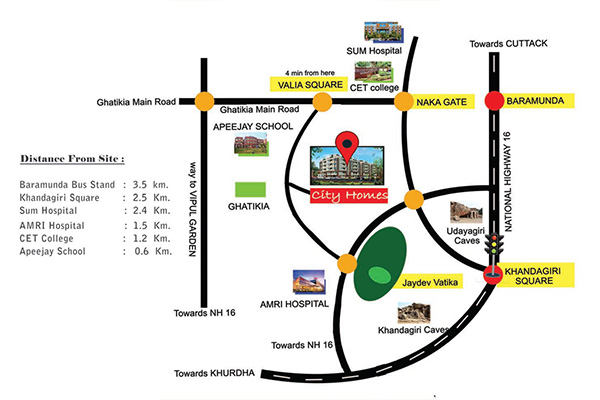 Towards CUTTACK
SUM Hospital
4 min from here
VALIA SQUARE
CET college
Ghatikia Main Road
Ghatikia Main Road
NAKA GATE
BARAMUNDA
APEEJAY SCHOOL
NATIONAL HIGHWAY 16
Distance From Site :
Baramunda Bus Stand : 3.5 km.
Khandagiri Square : 2.5 Km.
Sum Hospital : 2.4 Km.
AMRI Hospital : 1.5 Km.
CET College : 1.2 Km.
Apeejay School : 0.6 Km.
way to VIPUL GARDEN
GHATIKIA
City Homes
Udayagiri
Caves
KHANDAGIRI
SQUARE
Jaydev Vatika
AMRI HOSPITAL
Khandagiri Caves
Towards NH 16
Towards NH 16
Towards KHURDHA